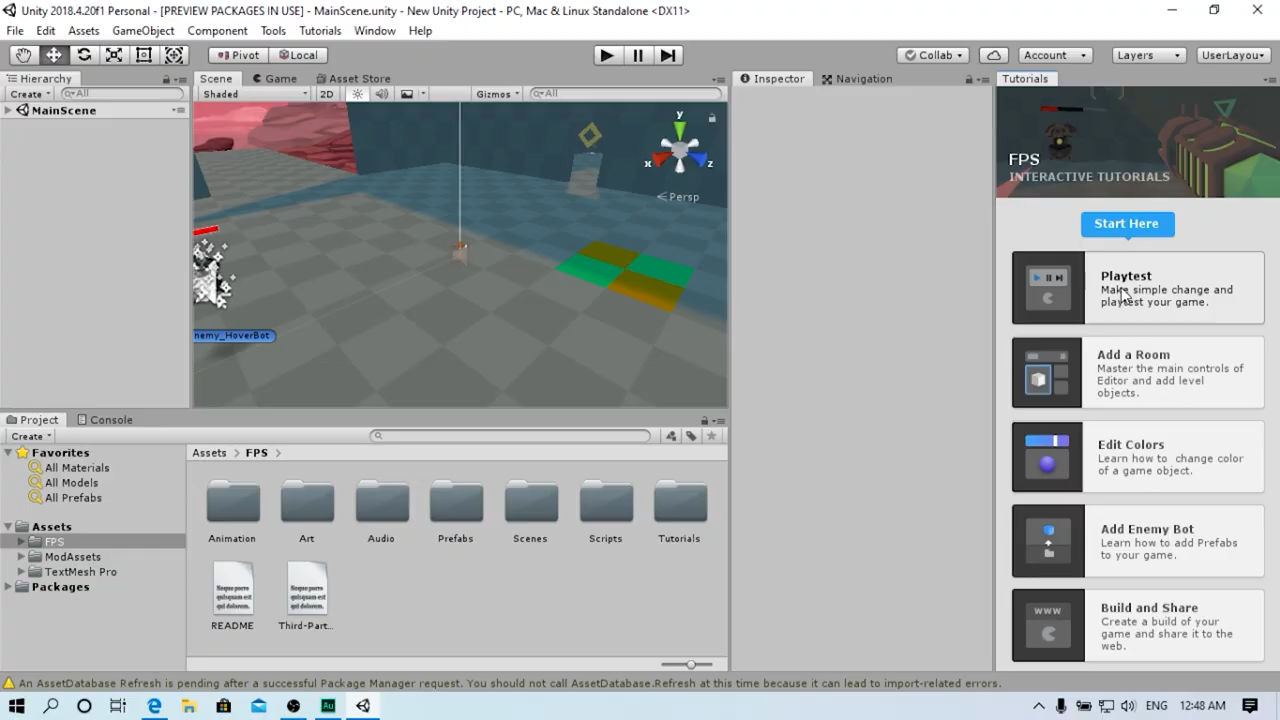 Unity 2018.4.20f1 Personal - [PREVIEW PACKAGES IN USE] - MainScene.unity - New Unity Project - PC, Mac & Linux Standalone <DX11>
File Edit Assets GameObject Component Tools Tutorials Window Help
Pivot Local Collab Account Layers UserLayou
Hierarchy Scene Game Asset Store Inspector Navigation Tutorials
Create All Shaded 2D Gizmos All
MainScene
y
x
z
Persp
FPS
INTERACTIVE TUTORIALS
Start Here
Playtest
Make simple change and
playtest your game.
nemy_HoverBot
Add a Room
Master the main controls of
Editor and add level
objects.
Project Console
Create
Favorites
All Materials
All Models
All Prefabs
Assets
FPS
ModAssets
TextMesh Pro
Packages
Assets FPS
Animation Art Audio Prefabs Scenes Scripts Tutorials
README Third-Part...
Edit Colors
Learn how to change color
of a game object.
Add Enemy Bot
Learn how to add Prefabs
to your game.
WWW
Build and Share
Create a build of your
game and share it to the
web.
An AssetDatabase Refresh is pending after a successful Package Manager request. You should not call AssetDatabase.Refresh at this time because it can lead to import-related errors.
Au ENG 12:48 AM